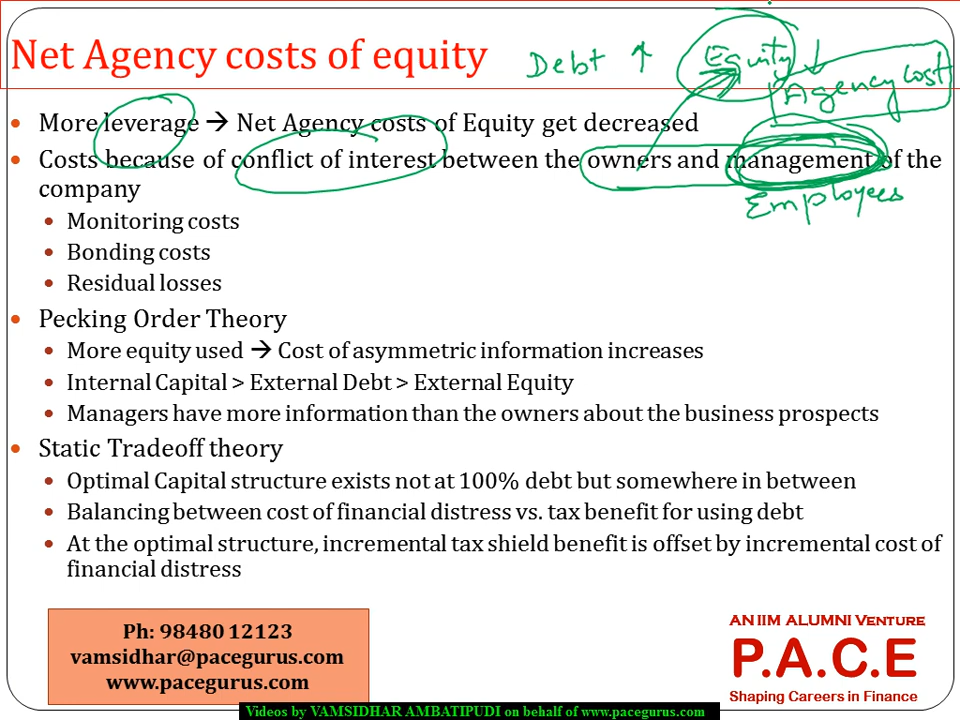 Net Agency costs of equity
Debt ↑ Equity ↓
Agency Cost
• More leverage → Net Agency costs of Equity get decreased
• Costs because of conflict of interest between the owners and management of the
company
Employees
• Monitoring costs
• Bonding costs
• Residual losses
• Pecking Order Theory
• More equity used → Cost of asymmetric information increases
• Internal Capital > External Debt > External Equity
• Managers have more information than the owners about the business prospects
• Static Tradeoff theory
• Optimal Capital structure exists not at 100% debt but somewhere in between
• Balancing between cost of financial distress vs. tax benefit for using debt
• At the optimal structure, incremental tax shield benefit is offset by incremental cost of
financial distress
Ph: 98480 12123
vamsidhar@pacegurus.com
www.pacegurus.com
AN IIM ALUMNI VENTURE
P.A.C.E
Shaping Careers in Finance
Videos by VAMSIDHAR AMBATIPUDI on behalf of www.pacegurus.com